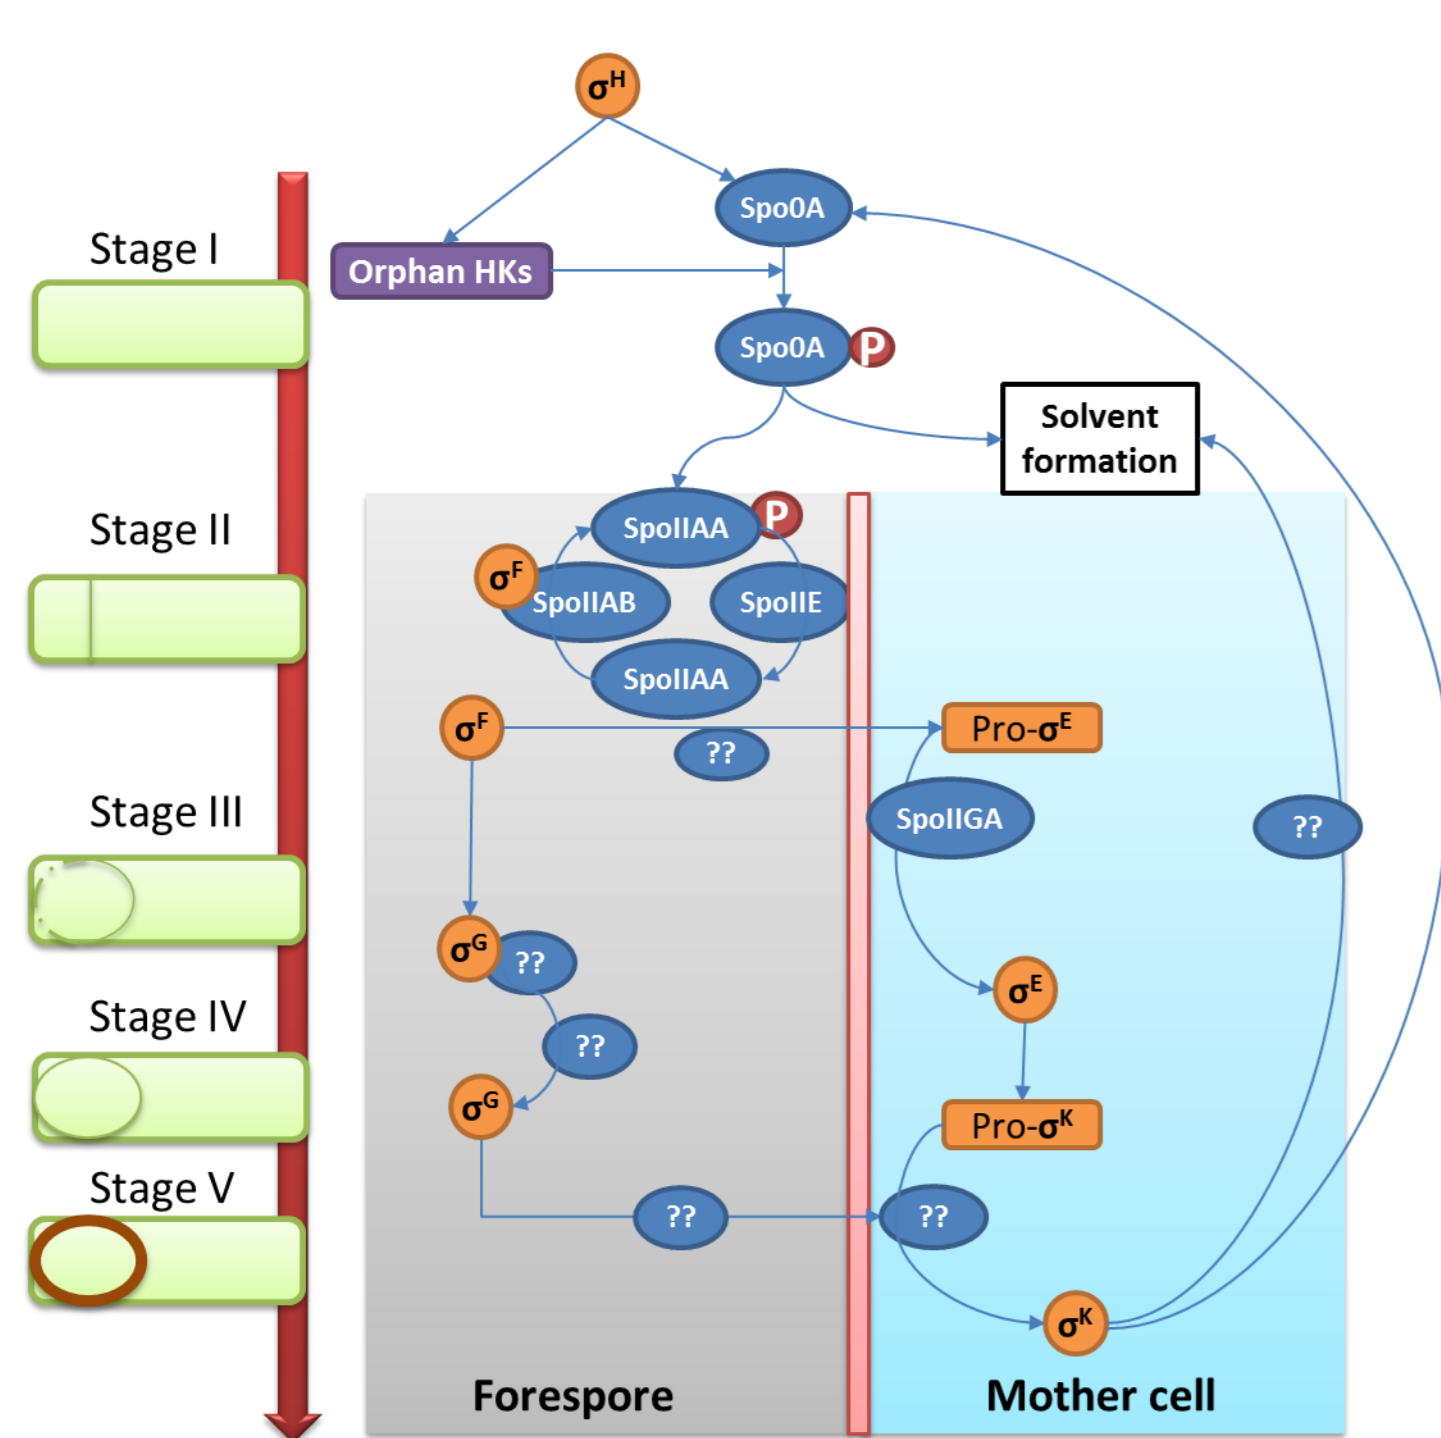 σH
Spo0A
Stage I
Orphan HKs
Spo0A
P
Solvent
formation
Stage II
SpoIIAA
P
σF
SpoIIAB
SpoIIE
SpoIIAA
σF
??
Pro-σE
Stage III
SpoIIGA
??
σG
??
σE
Stage IV
??
σG
Pro-σK
Stage V
??
??
σK
Forespore
Mother cell